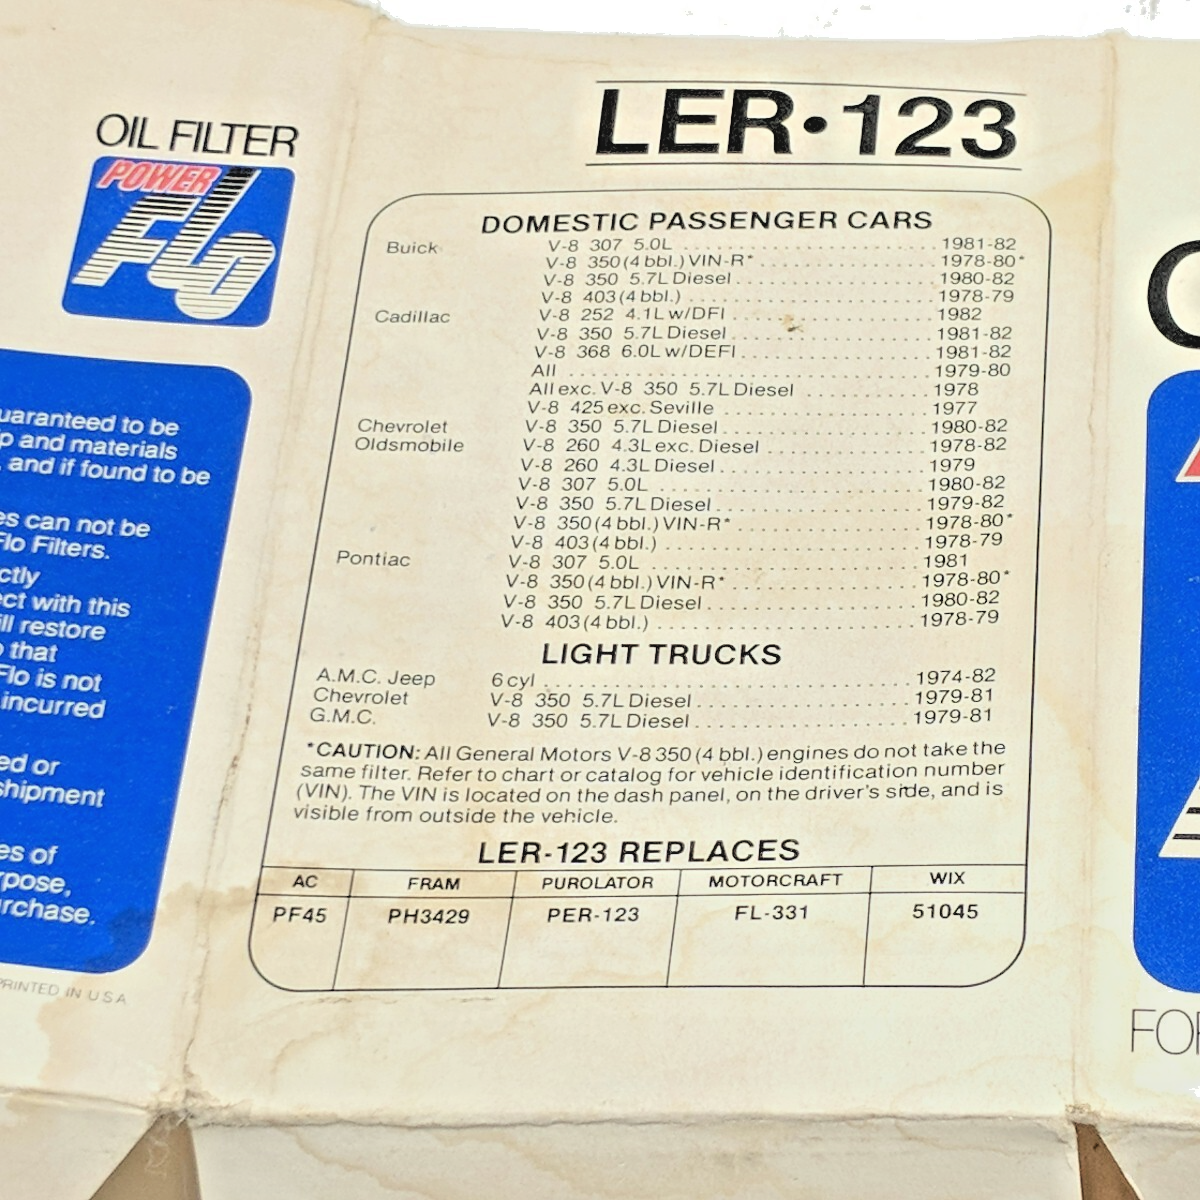 OIL FILTER
POWER
Flo
uaranteed to be
p and materials
, and if found to be
es can not be
Flo Filters.
ctly
ect with this
ill restore
o that
Flo is not
incurred
ed or
shipment
es of
rpose,
urchase.
PRINTED IN USA
LER•123
DOMESTIC PASSENGER CARS
Buick V-8 307 5.0L 1981-82
V-8 350 (4 bbl.) VIN-R* 1978-80*
V-8 350 5.7L Diesel 1980-82
V-8 403 (4 bbl.) 1978-79
Cadillac V-8 252 4.1L w/DFI 1982
V-8 350 5.7L Diesel 1981-82
V-8 368 6.0L w/DEFI 1981-82
All 1979-80
All exc. V-8 350 5.7L Diesel 1978
V-8 425 exc. Seville 1977
Chevrolet V-8 350 5.7L Diesel 1980-82
Oldsmobile V-8 260 4.3L exc. Diesel 1978-82
V-8 260 4.3L Diesel 1979
V-8 307 5.0L 1980-82
V-8 350 5.7L Diesel 1979-82
V-8 350 (4 bbl.) VIN-R* 1978-80*
V-8 403 (4 bbl.) 1978-79
Pontiac V-8 307 5.0L 1981
V-8 350 (4 bbl.) VIN-R* 1978-80*
V-8 350 5.7L Diesel 1980-82
V-8 403 (4 bbl.) 1978-79
LIGHT TRUCKS
A.M.C. Jeep 6 cyl 1974-82
Chevrolet V-8 350 5.7L Diesel 1979-81
G.M.C. V-8 350 5.7L Diesel 1979-81
*CAUTION: All General Motors V-8 350 (4 bbl.) engines do not take the
same filter. Refer to chart or catalog for vehicle identification number
(VIN). The VIN is located on the dash panel, on the driver's side, and is
visible from outside the vehicle.
LER-123 REPLACES
AC FRAM PUROLATOR MOTORCRAFT WIX
PF45 PH3429 PER-123 FL-331 51045
FOR